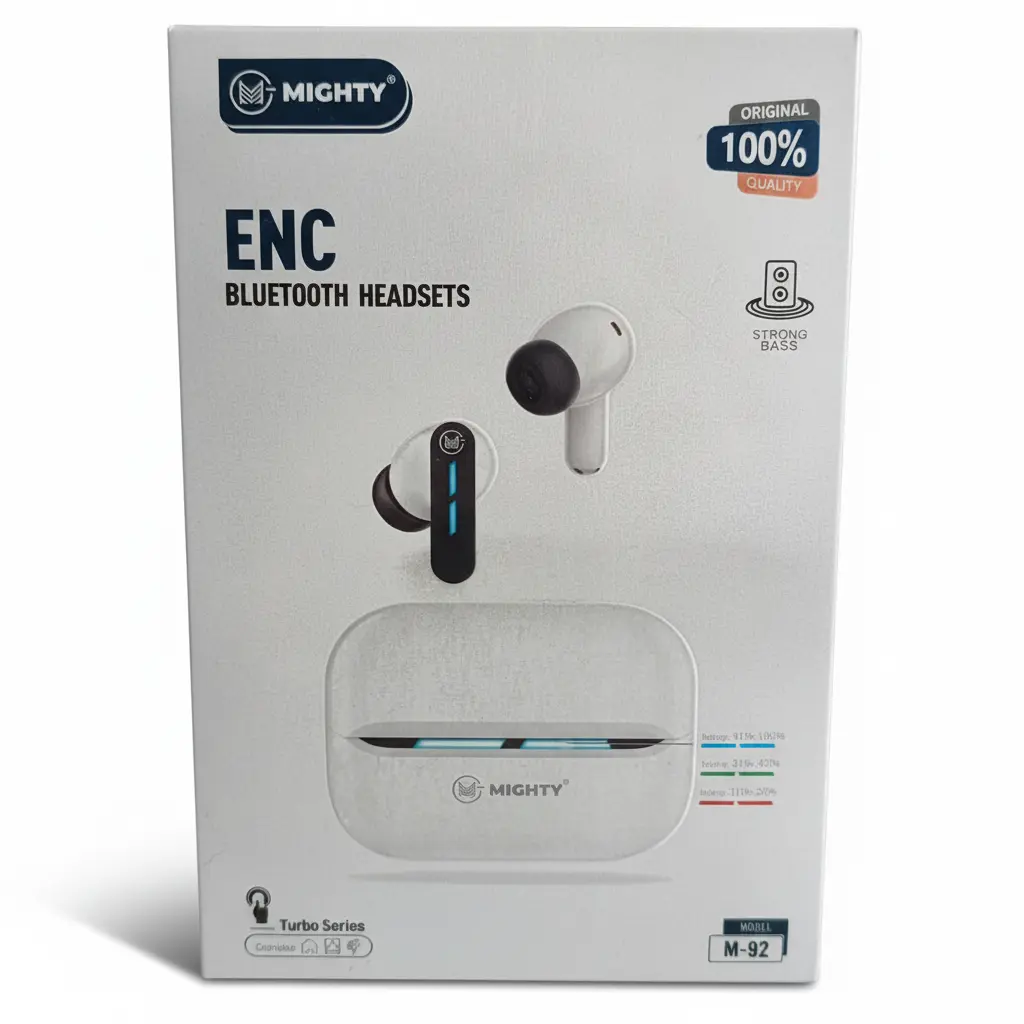 MIGHTY®
ORIGINAL
100%
QUALITY
ENC
BLUETOOTH HEADSETS
STRONG
BASS
MIGHTY®
Turbo Series
MODEL
M-92